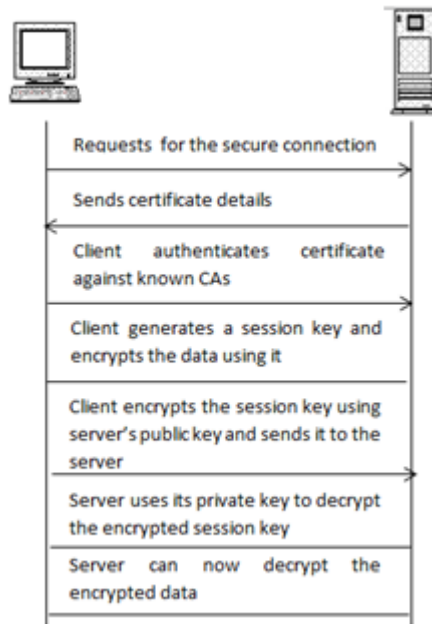 Requests for the secure connection
Sends certificate details
Client authenticates certificate
against known CAs
Client generates a session key and
encrypts the data using it
Client encrypts the session key using
server's public key and sends it to the
server
Server uses its private key to decrypt
the encrypted session key
Server can now decrypt the
encrypted data